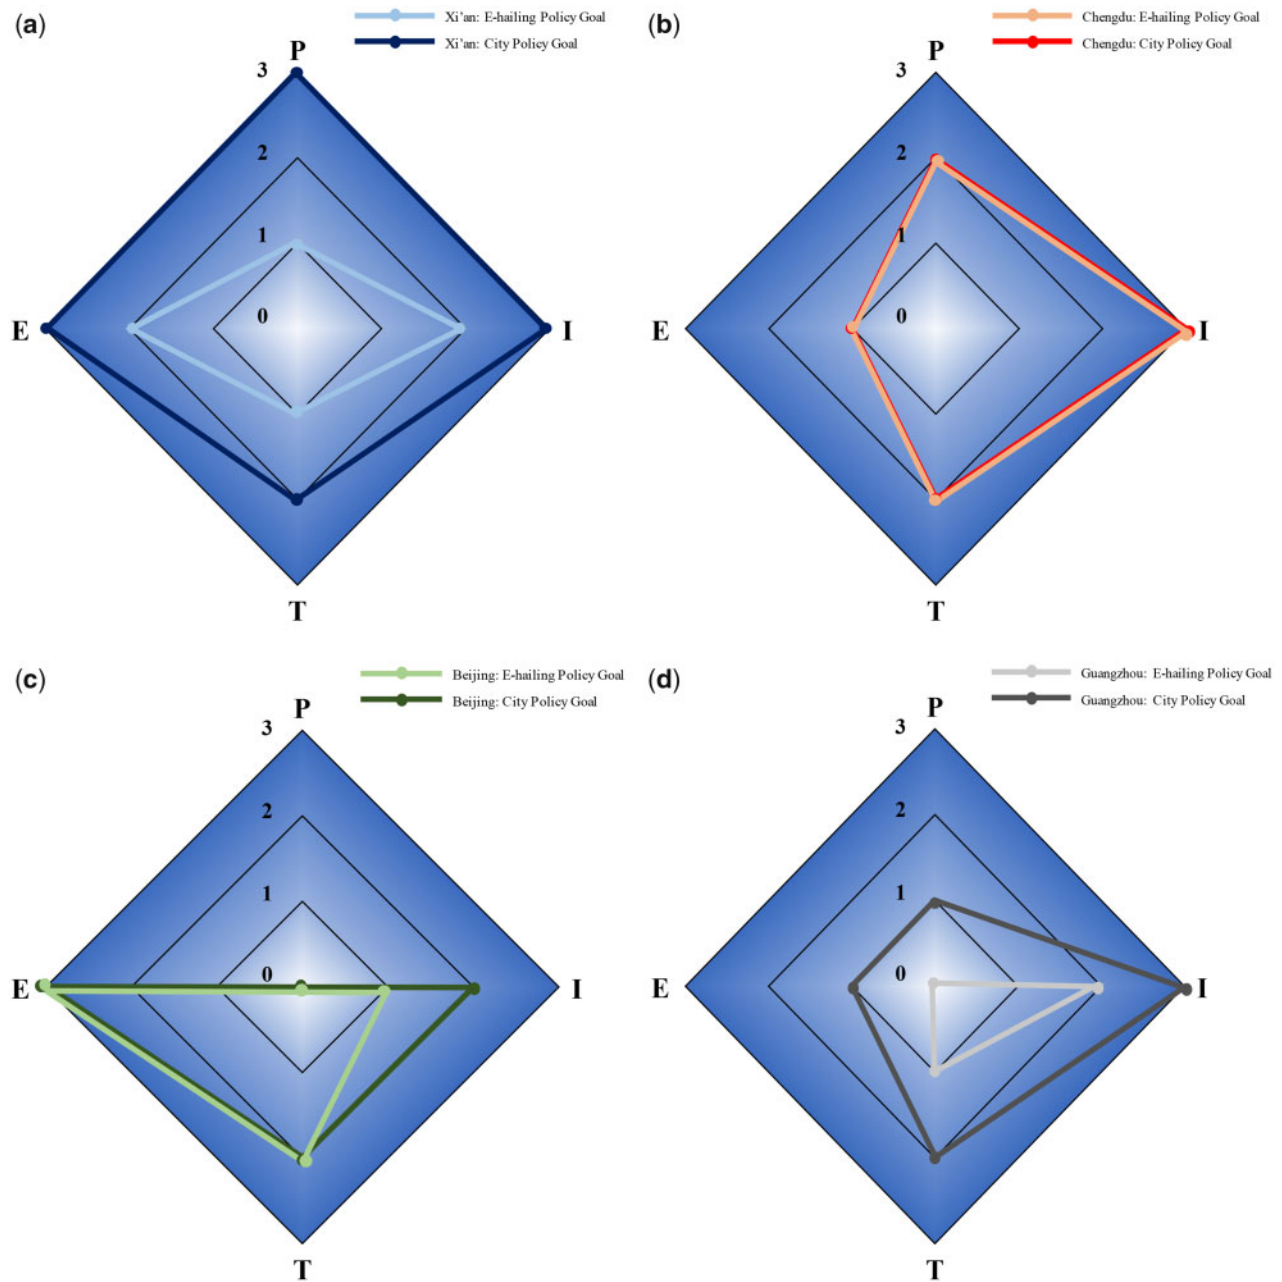 (a)
Xi'an: E-hailing Policy Goal
Xi'an: City Policy Goal
P
3
2
1
0
E
I
T
(b)
Chengdu: E-hailing Policy Goal
Chengdu: City Policy Goal
P
3
2
1
0
E
I
T
(c)
Beijing: E-hailing Policy Goal
Beijing: City Policy Goal
P
3
2
1
0
E
I
T
(d)
Guangzhou: E-hailing Policy Goal
Guangzhou: City Policy Goal
P
3
2
1
0
E
I
T